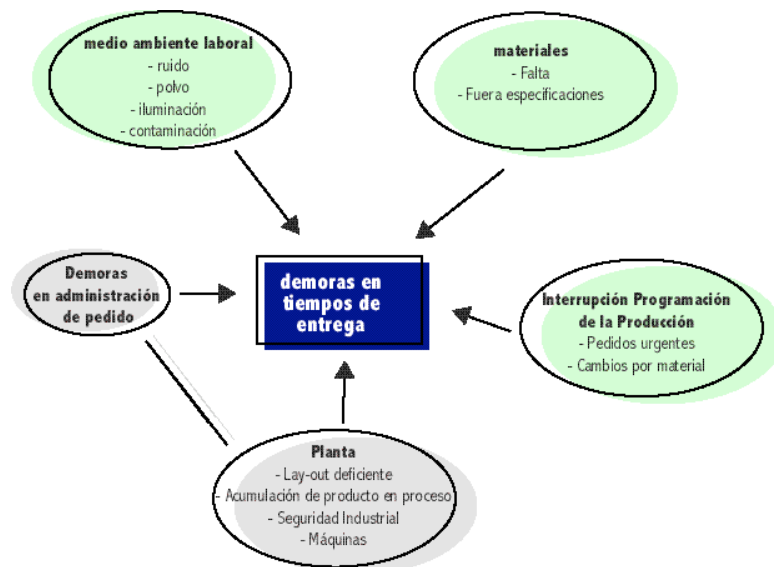 medio ambiente laboral
- ruido
- polvo
- iluminación
- contaminación
materiales
- Falta
- Fuera especificaciones
Demoras
en administración
de pedido
demoras en
tiempos de
entrega
Interrupción Programación
de la Producción
- Pedidos urgentes
- Cambios por material
Planta
- Lay-out deficiente
- Acumulación de producto en proceso
- Seguridad Industrial
- Máquinas